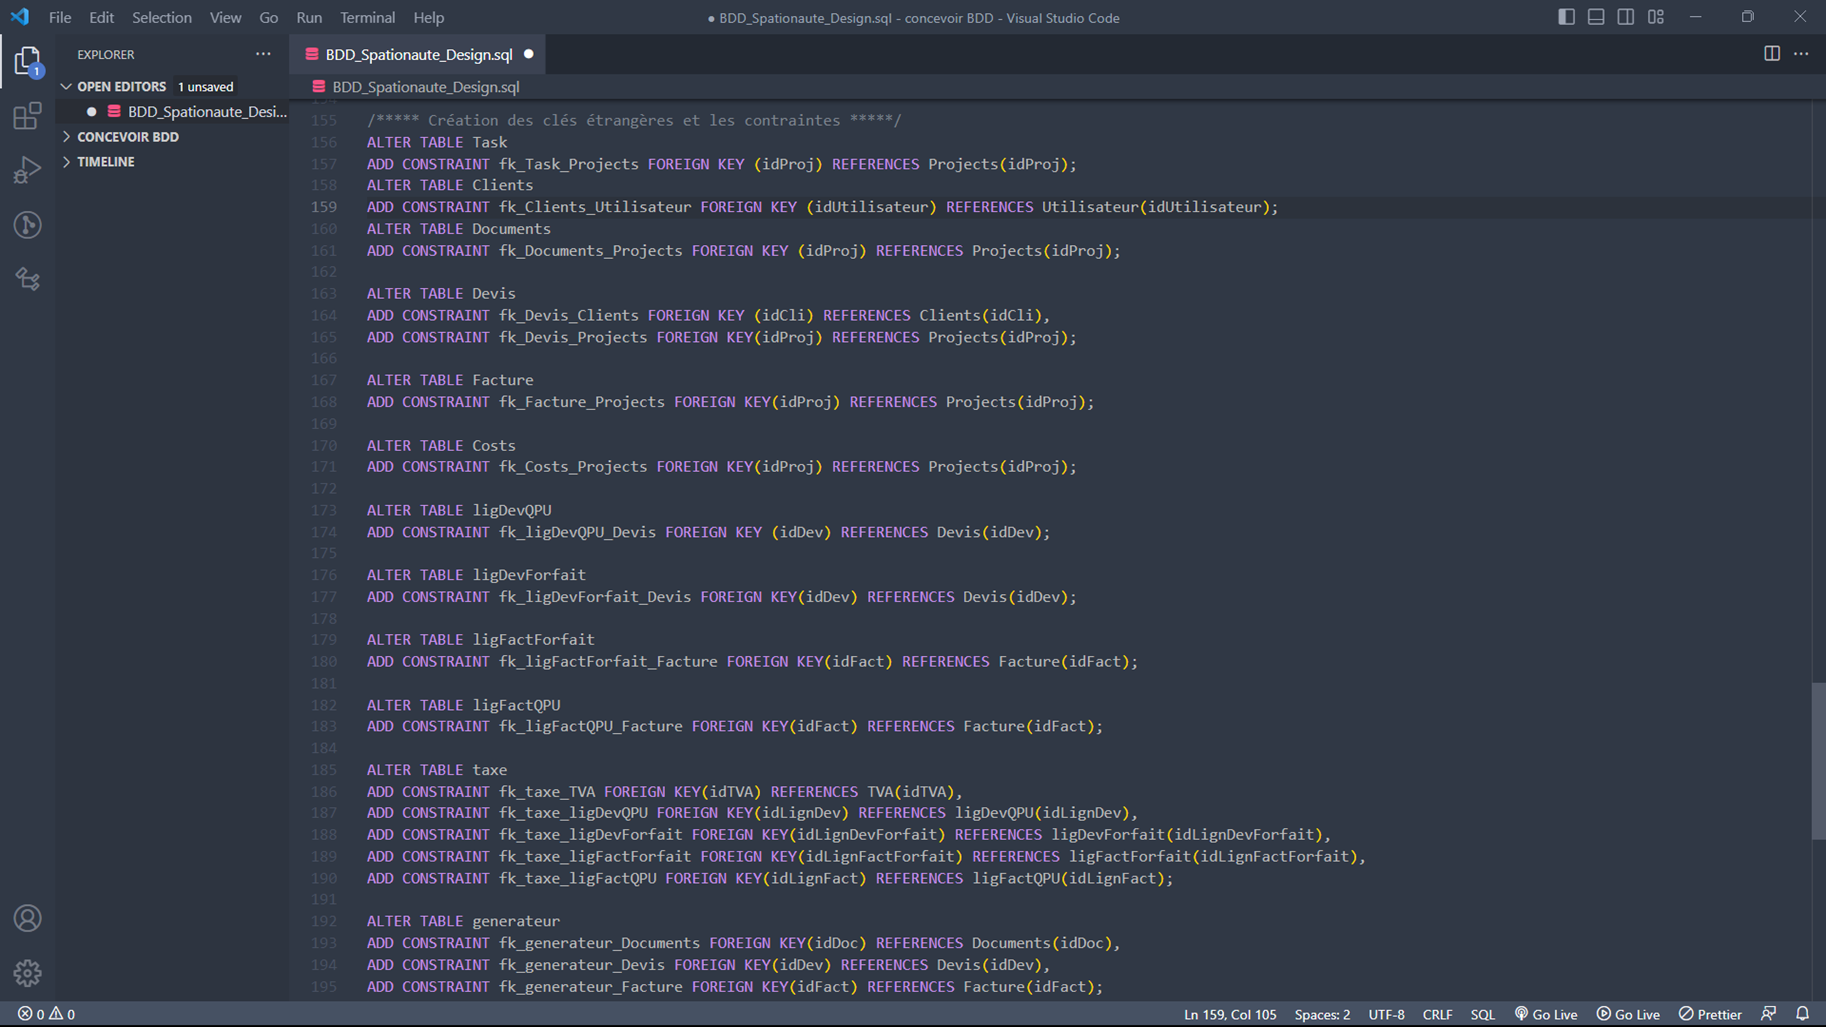 File Edit Selection View Go Run Terminal Help
● BDD_Spationaute_Design.sql - concevoir BDD - Visual Studio Code
EXPLORER
OPEN EDITORS 1 unsaved
BDD_Spationaute_Desi...
CONCEVOIR BDD
TIMELINE
1
BDD_Spationaute_Design.sql
BDD_Spationaute_Design.sql
155 /***** Création des clés étrangères et les contraintes *****/
156 ALTER TABLE Task
157 ADD CONSTRAINT fk_Task_Projects FOREIGN KEY (idProj) REFERENCES Projects(idProj);
158 ALTER TABLE Clients
159 ADD CONSTRAINT fk_Clients_Utilisateur FOREIGN KEY (idUtilisateur) REFERENCES Utilisateur(idUtilisateur);
160 ALTER TABLE Documents
161 ADD CONSTRAINT fk_Documents_Projects FOREIGN KEY (idProj) REFERENCES Projects(idProj);
162
163 ALTER TABLE Devis
164 ADD CONSTRAINT fk_Devis_Clients FOREIGN KEY (idCli) REFERENCES Clients(idCli),
165 ADD CONSTRAINT fk_Devis_Projects FOREIGN KEY(idProj) REFERENCES Projects(idProj);
166
167 ALTER TABLE Facture
168 ADD CONSTRAINT fk_Facture_Projects FOREIGN KEY(idProj) REFERENCES Projects(idProj);
169
170 ALTER TABLE Costs
171 ADD CONSTRAINT fk_Costs_Projects FOREIGN KEY(idProj) REFERENCES Projects(idProj);
172
173 ALTER TABLE ligDevQPU
174 ADD CONSTRAINT fk_ligDevQPU_Devis FOREIGN KEY (idDev) REFERENCES Devis(idDev);
175
176 ALTER TABLE ligDevForfait
177 ADD CONSTRAINT fk_ligDevForfait_Devis FOREIGN KEY(idDev) REFERENCES Devis(idDev);
178
179 ALTER TABLE ligFactForfait
180 ADD CONSTRAINT fk_ligFactForfait_Facture FOREIGN KEY(idFact) REFERENCES Facture(idFact);
181
182 ALTER TABLE ligFactQPU
183 ADD CONSTRAINT fk_ligFactQPU_Facture FOREIGN KEY(idFact) REFERENCES Facture(idFact);
184
185 ALTER TABLE taxe
186 ADD CONSTRAINT fk_taxe_TVA FOREIGN KEY(idTVA) REFERENCES TVA(idTVA),
187 ADD CONSTRAINT fk_taxe_ligDevQPU FOREIGN KEY(idLignDev) REFERENCES ligDevQPU(idLignDev),
188 ADD CONSTRAINT fk_taxe_ligDevForfait FOREIGN KEY(idLignDevForfait) REFERENCES ligDevForfait(idLignDevForfait),
189 ADD CONSTRAINT fk_taxe_ligFactForfait FOREIGN KEY(idLignFactForfait) REFERENCES ligFactForfait(idLignFactForfait),
190 ADD CONSTRAINT fk_taxe_ligFactQPU FOREIGN KEY(idLignFact) REFERENCES ligFactQPU(idLignFact);
191
192 ALTER TABLE generateur
193 ADD CONSTRAINT fk_generateur_Documents FOREIGN KEY(idDoc) REFERENCES Documents(idDoc),
194 ADD CONSTRAINT fk_generateur_Devis FOREIGN KEY(idDev) REFERENCES Devis(idDev),
195 ADD CONSTRAINT fk_generateur_Facture FOREIGN KEY(idFact) REFERENCES Facture(idFact);
0 0 Ln 159, Col 105 Spaces: 2 UTF-8 CRLF SQL Go Live Go Live Prettier